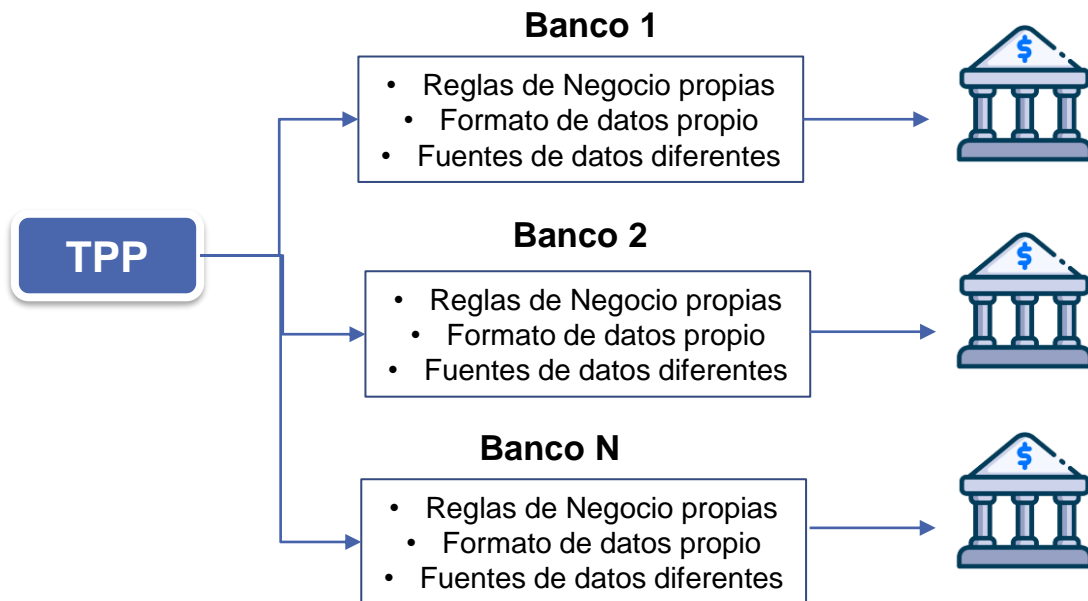 Banco 1
• Reglas de Negocio propias
• Formato de datos propio
• Fuentes de datos diferentes
$
TPP
Banco 2
• Reglas de Negocio propias
• Formato de datos propio
• Fuentes de datos diferentes
$
Banco N
• Reglas de Negocio propias
• Formato de datos propio
• Fuentes de datos diferentes
$